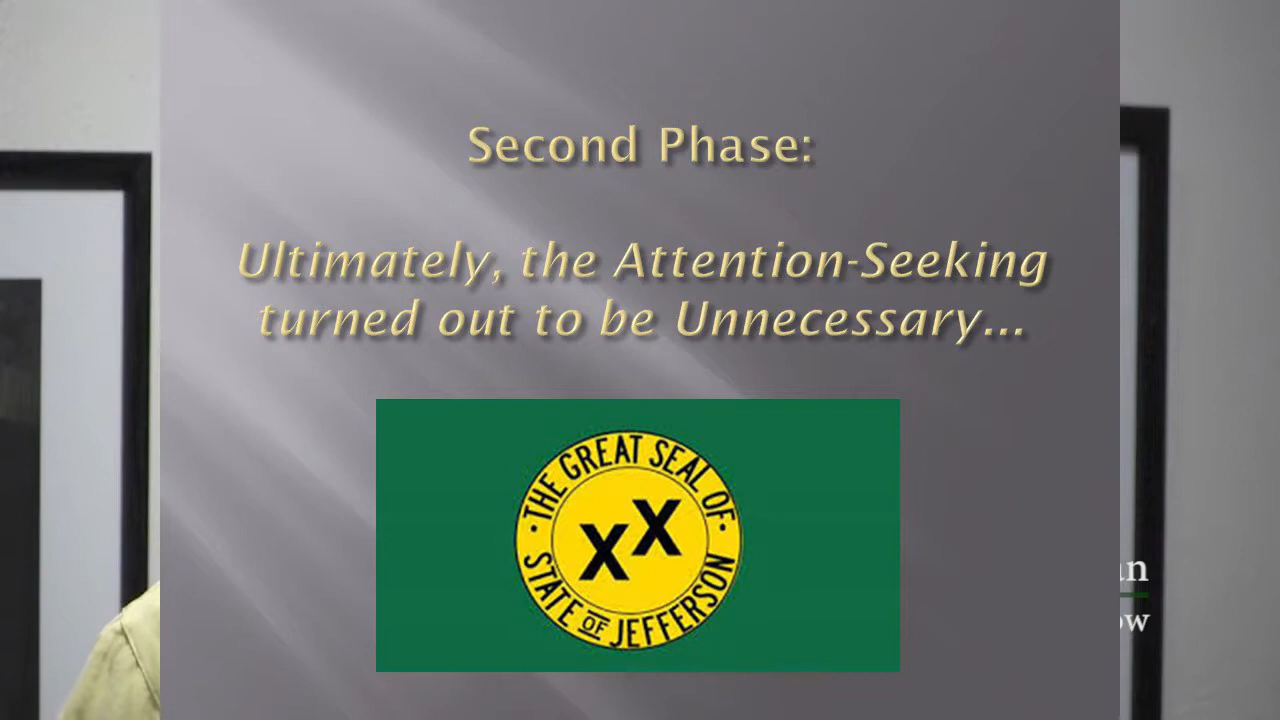 Second Phase:
Ultimately, the Attention-Seeking
turned out to be Unnecessary...
THE GREAT SEAL OF
XX
STATE OF JEFFERSON